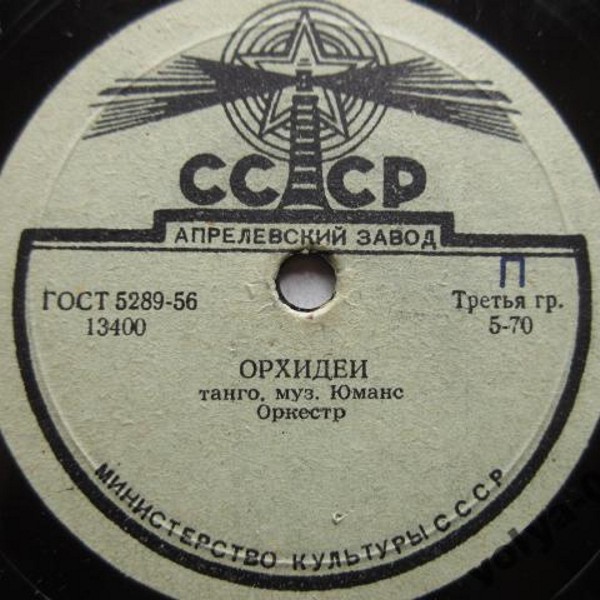 СССР
АПРЕЛЕВСКИЙ ЗАВОД
П
ГОСТ 5289-56
13400
Третья гр.
5-70
ОРХИДЕИ
танго, муз. Юманс
Оркестр
МИНИСТЕРСТВО КУЛЬТУРЫ СССР